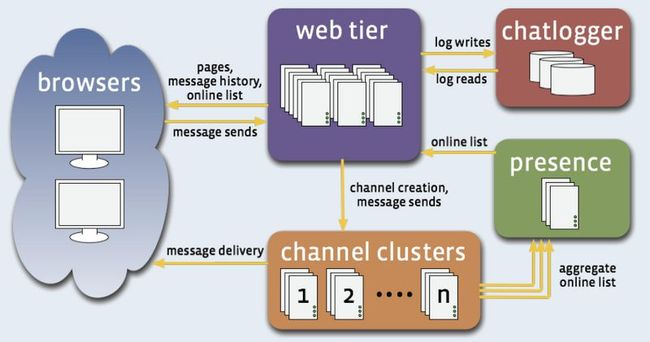 browsers
pages,
message history,
online list
message sends
web tier
log writes
log reads
chatlogger
online list
presence
channel creation,
message sends
message delivery
channel clusters
1 2 •••• n
aggregate
online list